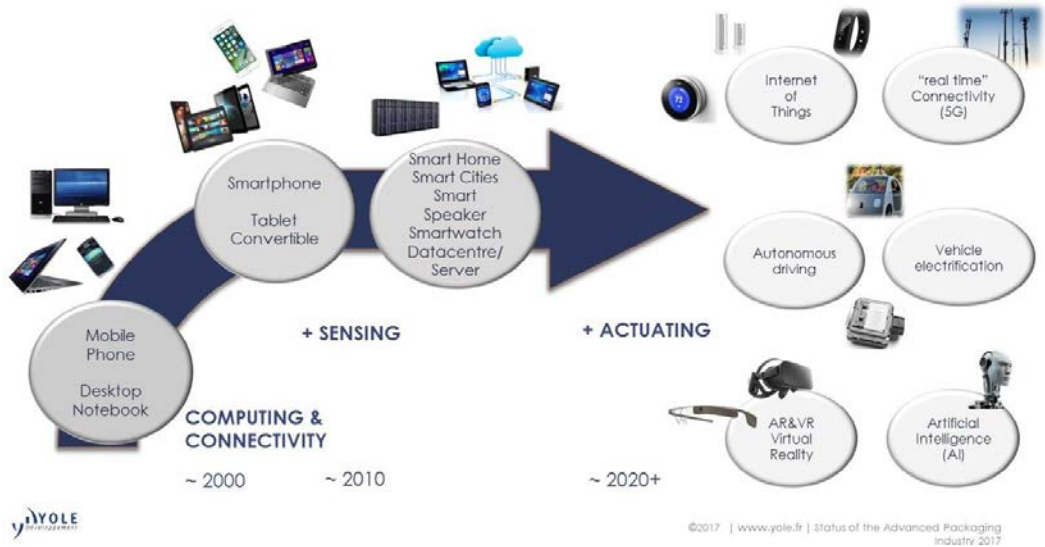 Internet
of
Things
"real time"
Connectivity
(5G)
Smartphone
Tablet
Convertible
Smart Home
Smart Cities
Smart
Speaker
Smartwatch
Datacentre/
Server
Autonomous
driving
Vehicle
electrification
Mobile
Phone
Desktop
Notebook
+ SENSING
+ ACTUATING
COMPUTING &
CONNECTIVITY
AR&VR
Virtual
Reality
Artificial
Intelligence
(AI)
~ 2000
~ 2010
~ 2020+
YOLE
Développement
©2017 | www.yole.fr | Status of the Advanced Packaging
Industry 2017